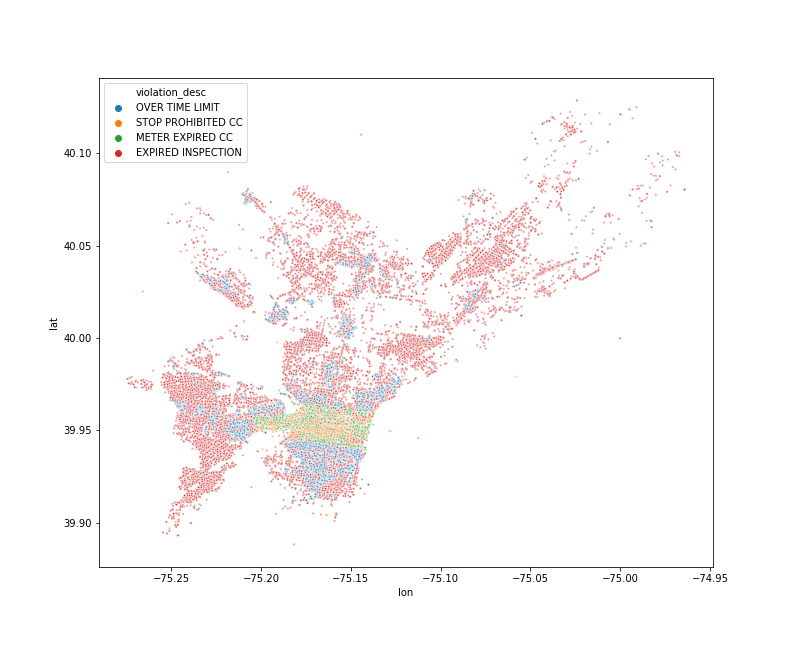 violation_desc
OVER TIME LIMIT
STOP PROHIBITED CC
METER EXPIRED CC
EXPIRED INSPECTION
40.10
40.05
40.00
39.95
39.90
lat
−75.25 −75.20 −75.15 −75.10 −75.05 −75.00 −74.95
lon